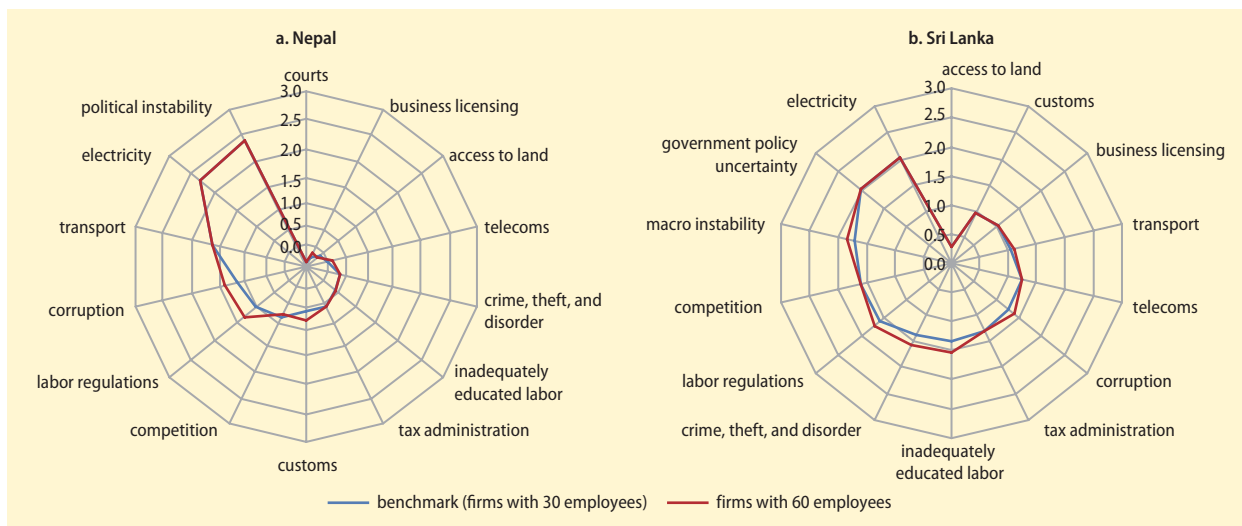 a. Nepal
courts
3.0
2.5
2.0
1.5
1.0
0.5
0.0
business licensing
access to land
telecoms
crime, theft, and
disorder
inadequately
educated labor
tax administration
customs
competition
labor regulations
corruption
transport
electricity
political instability
b. Sri Lanka
access to land
3.0
2.5
2.0
1.5
1.0
0.5
0.0
customs
business licensing
transport
telecoms
corruption
tax administration
inadequately
educated labor
crime, theft, and disorder
labor regulations
competition
macro instability
government policy
uncertainty
electricity
benchmark (firms with 30 employees)
firms with 60 employees